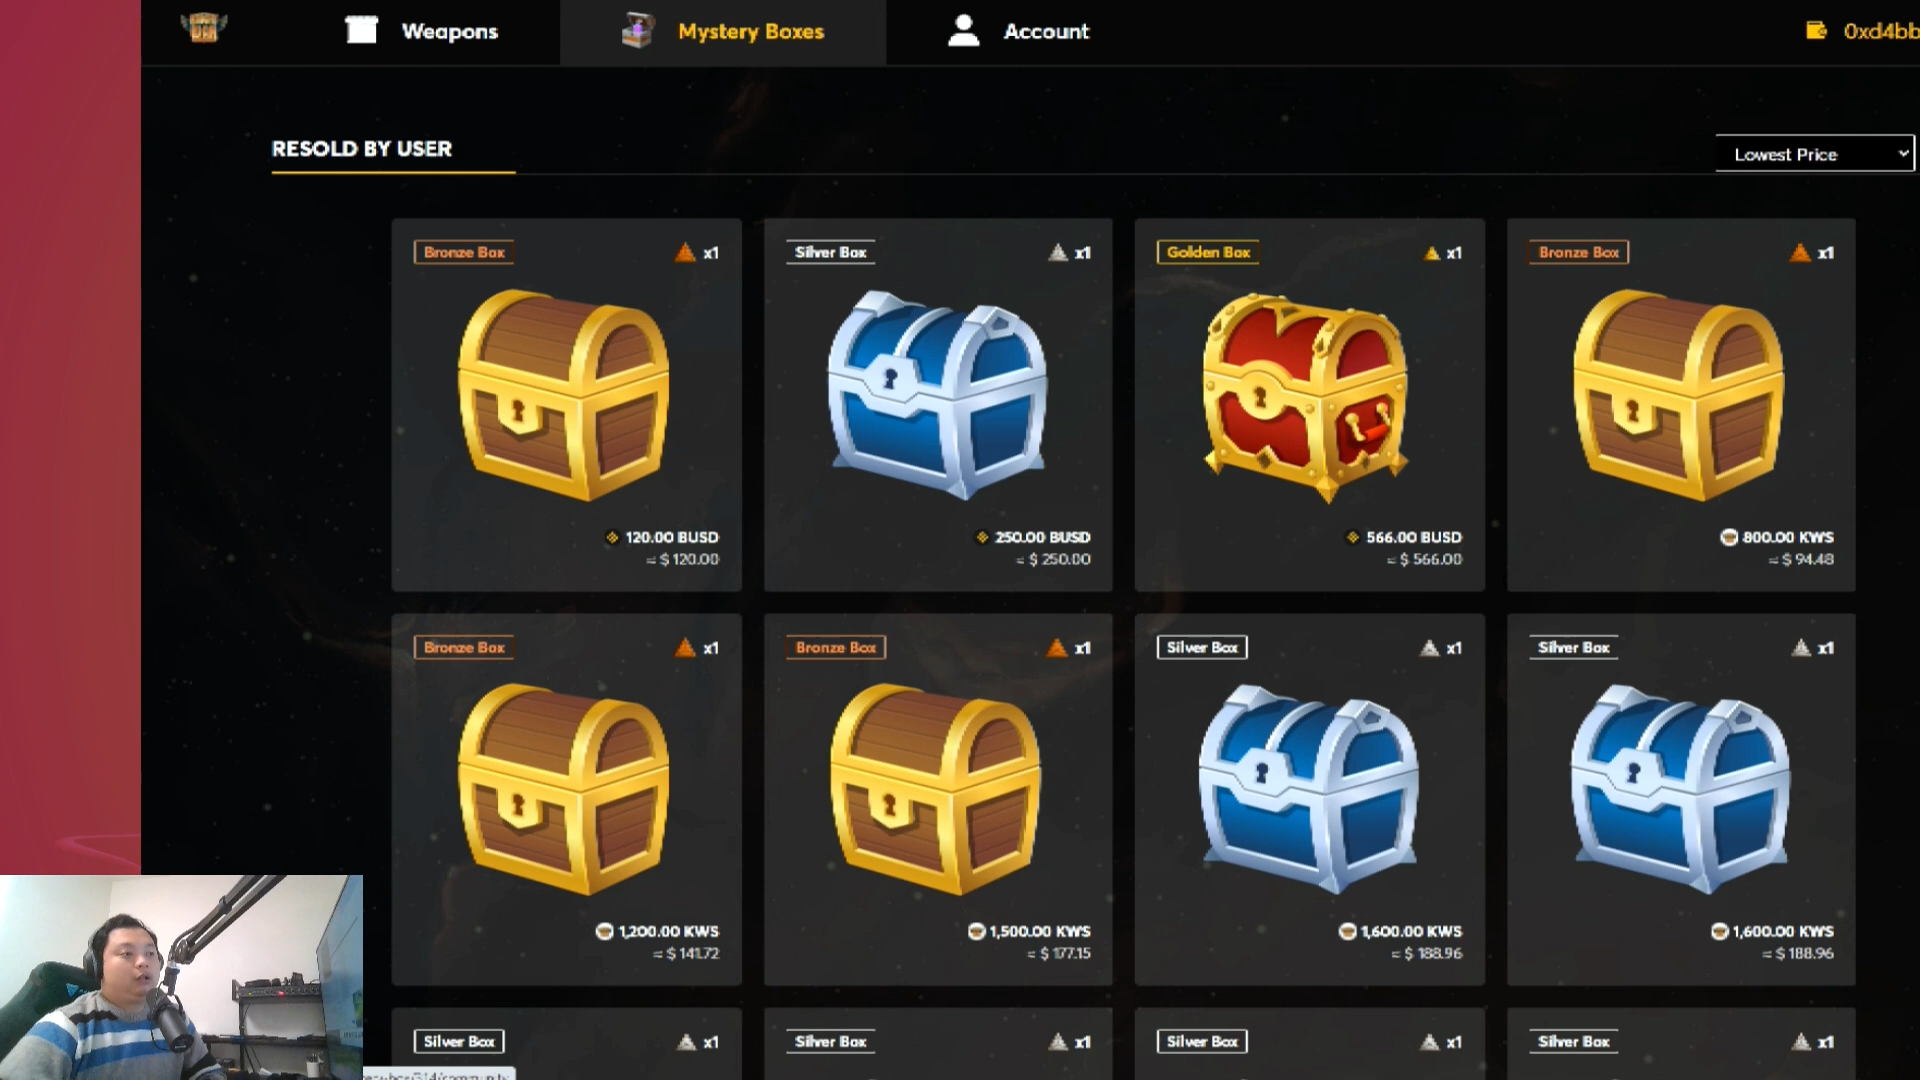 Weapons
Mystery Boxes
Account
0xd4bb
RESOLD BY USER
Lowest Price
Bronze Box
x1
Silver Box
x1
Golden Box
x1
Bronze Box
x1
120.00 BUSD
≈ $ 120.00
250.00 BUSD
≈ $ 250.00
566.00 BUSD
≈ $ 566.00
800.00 KWS
≈ $ 94.48
Bronze Box
x1
Bronze Box
x1
Silver Box
x1
Silver Box
x1
1,200.00 KWS
≈ $ 141.72
1,500.00 KWS
≈ $ 177.15
1,600.00 KWS
≈ $ 188.96
1,600.00 KWS
≈ $ 188.96
Silver Box
x1
Silver Box
x1
Silver Box
x1
Silver Box
x1